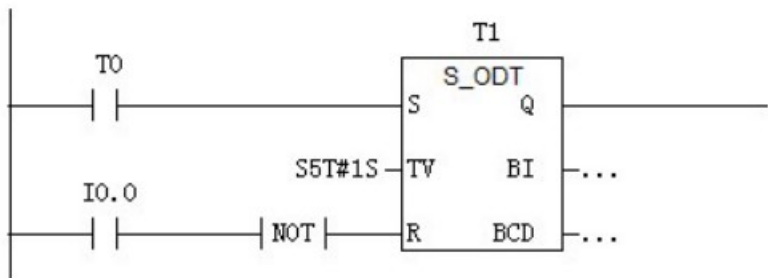 T1
T0
S_ODT
S Q
S5T#1S TV BI ...
I0.0
NOT R BCD ...